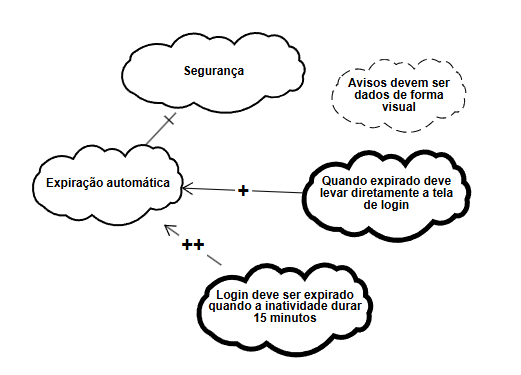 Segurança
Avisos devem ser
dados de forma
visual
Expiração automática
+
Quando expirado deve
levar diretamente a tela
de login
++
Login deve ser expirado
quando a inatividade durar
15 minutos